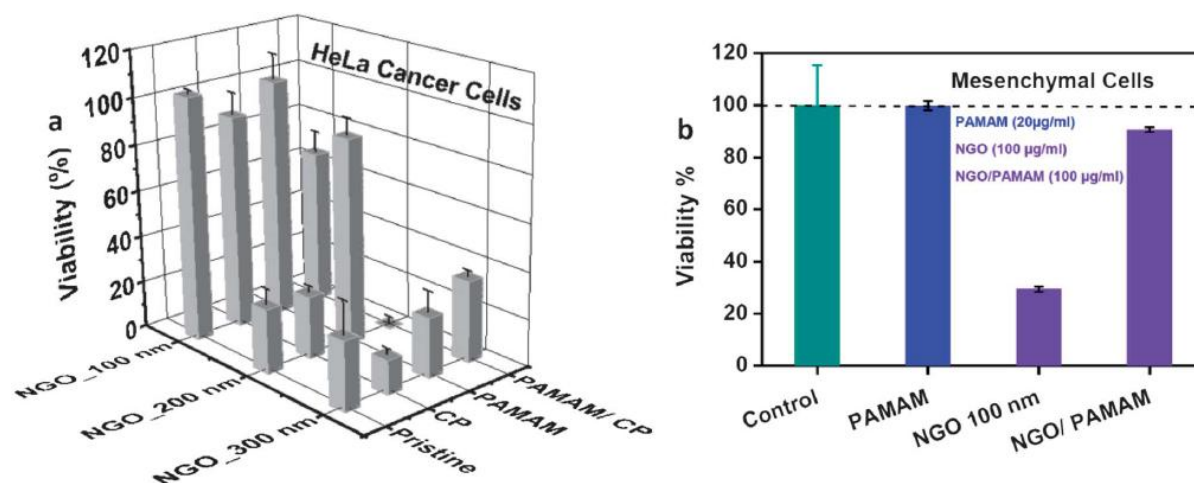 a
HeLa Cancer Cells
Viability (%)
120
100
80
60
40
20
0
NGO_100 nm
NGO_200 nm
NGO_300 nm
Pristine
CP
PAMAM
PAMAM/ CP
b
Mesenchymal Cells
PAMAM (20µg/ml)
NGO (100 µg/ml)
NGO/PAMAM (100 µg/ml)
Viability %
120
100
80
60
40
20
0
Control
PAMAM
NGO 100 nm
NGO/ PAMAM